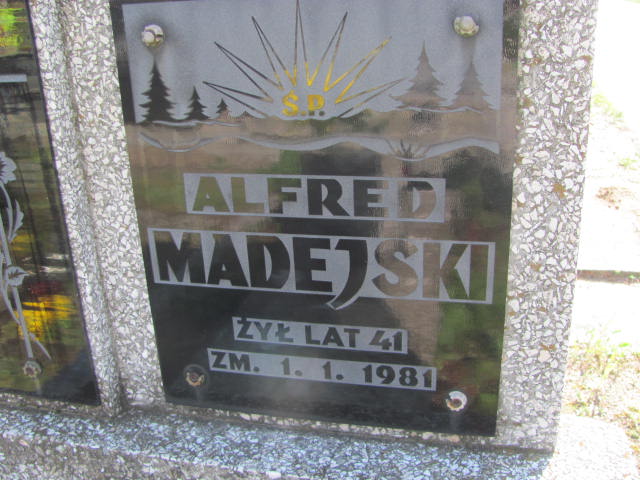 Ś.P.
ALFRED
MADEJSKI
ŻYŁ LAT 41
ZM. 1. 1. 1981